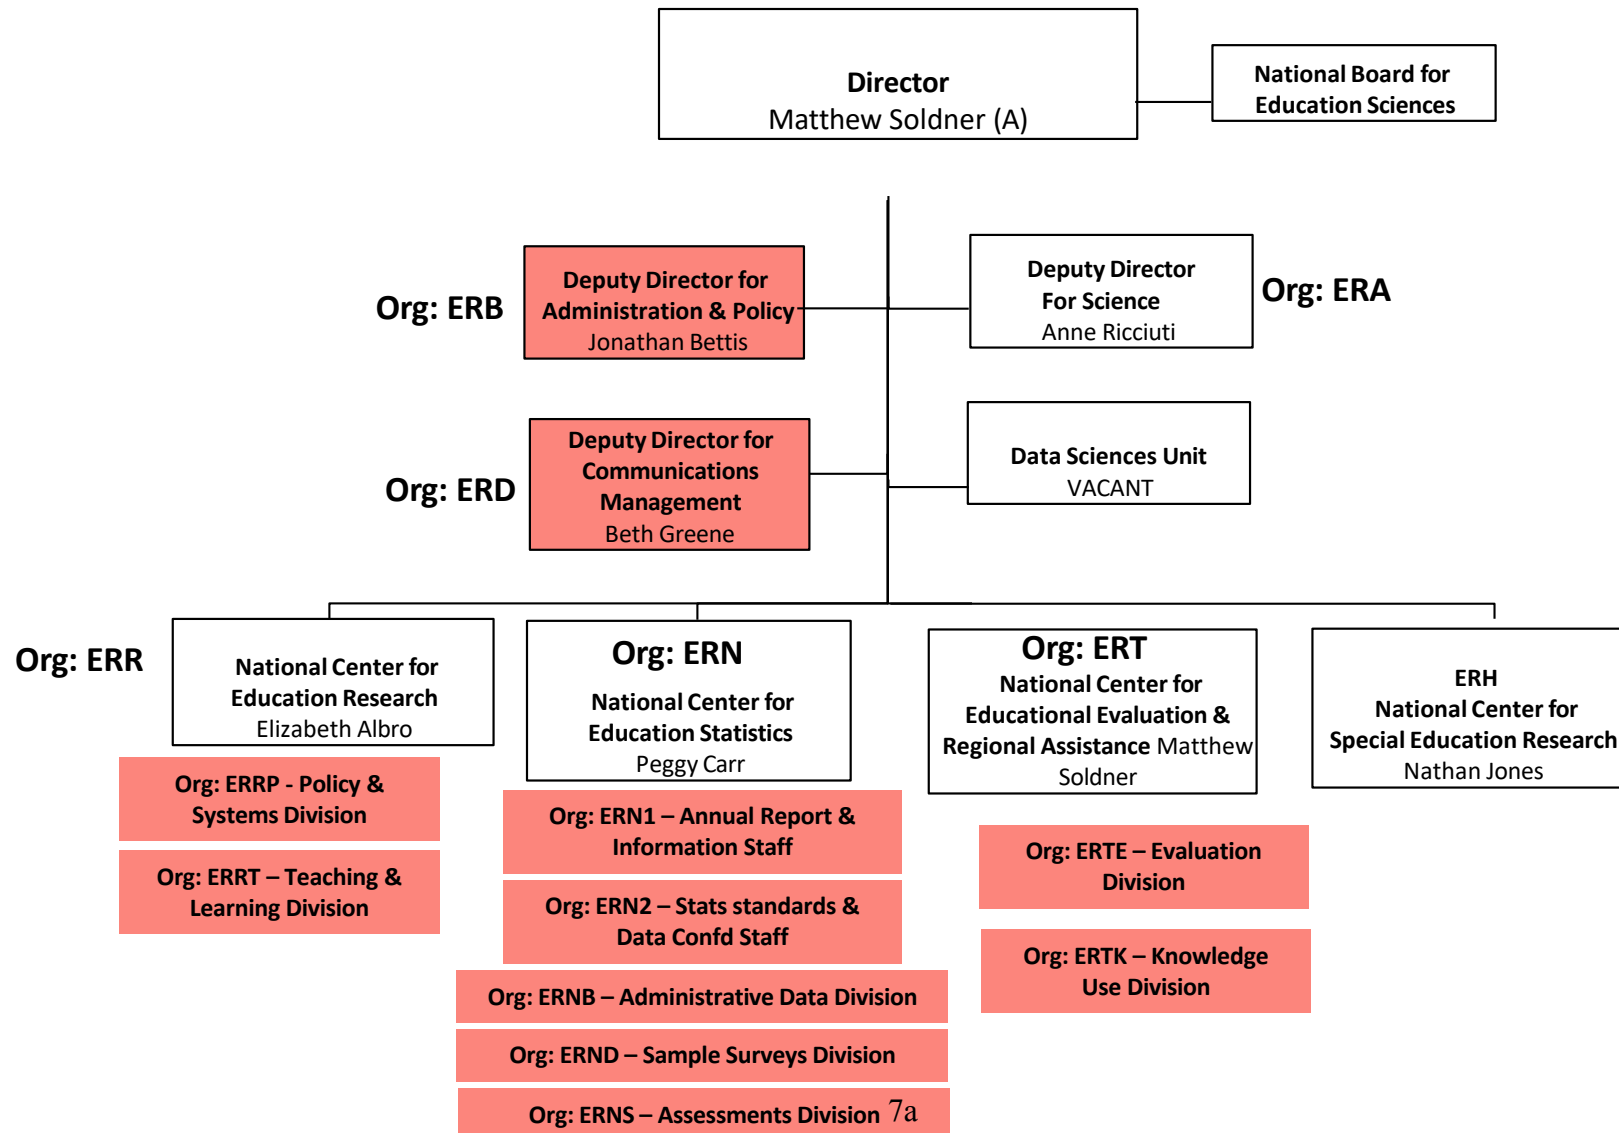 Director
Matthew Soldner (A)
National Board for
Education Sciences
Org: ERB
Deputy Director for
Administration & Policy
Jonathan Bettis
Deputy Director
For Science
Anne Ricciuti
Org: ERA
Org: ERD
Deputy Director for
Communications
Management
Beth Greene
Data Sciences Unit
VACANT
Org: ERR
National Center for
Education Research
Elizabeth Albro
Org: ERRP - Policy &
Systems Division
Org: ERRT – Teaching &
Learning Division
Org: ERN
National Center for
Education Statistics
Peggy Carr
Org: ERN1 – Annual Report &
Information Staff
Org: ERN2 – Stats standards &
Data Confd Staff
Org: ERNB – Administrative Data Division
Org: ERND – Sample Surveys Division
Org: ERNS – Assessments Division 7a
Org: ERT
National Center for
Educational Evaluation &
Regional Assistance Matthew
Soldner
Org: ERTE – Evaluation
Division
Org: ERTK – Knowledge
Use Division
ERH
National Center for
Special Education Research
Nathan Jones